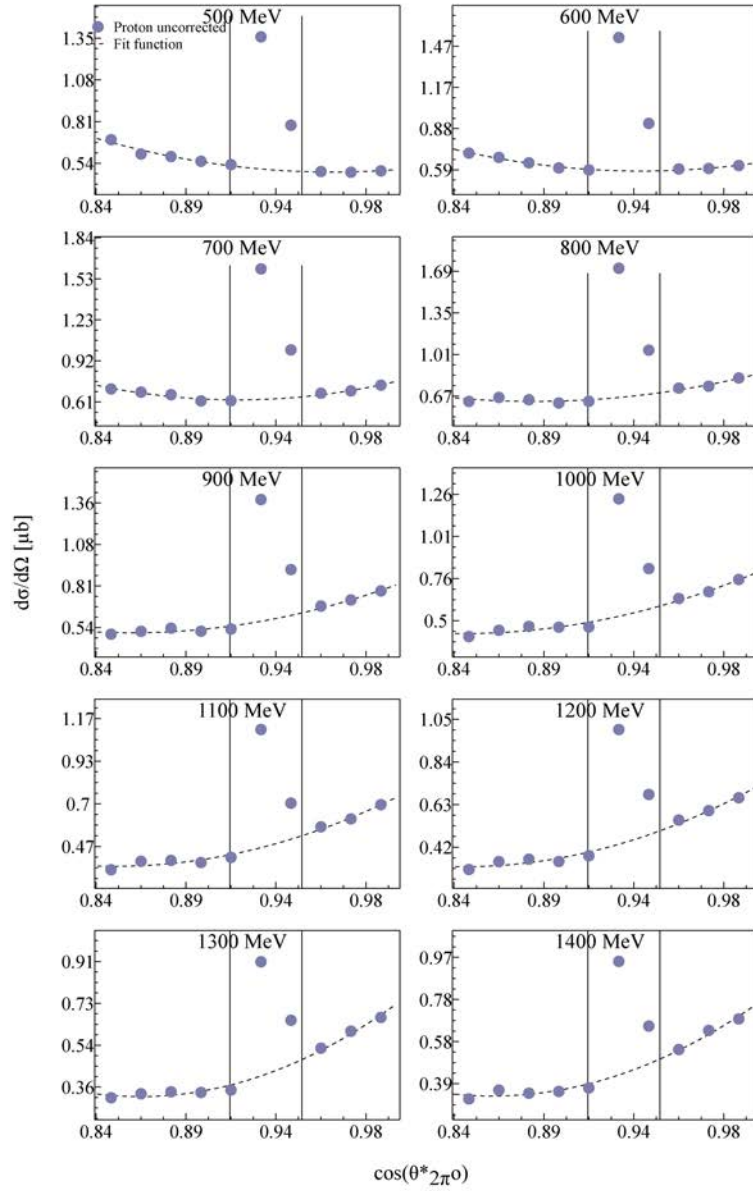 500 MeV
600 MeV
Proton uncorrected
Fit function
1.35
1.08
0.81
0.54
0.84 0.89 0.94 0.98
1.47
1.17
0.88
0.59
0.84 0.89 0.94 0.98
700 MeV
1.84
1.53
1.23
0.92
0.61
0.84 0.89 0.94 0.98
800 MeV
1.69
1.35
1.01
0.67
0.84 0.89 0.94 0.98
900 MeV
1.36
1.08
0.81
0.54
0.84 0.89 0.94 0.98
1000 MeV
1.26
1.01
0.76
0.5
0.84 0.89 0.94 0.98
1100 MeV
1.17
0.93
0.7
0.47
0.84 0.89 0.94 0.98
1200 MeV
1.05
0.84
0.63
0.42
0.84 0.89 0.94 0.98
1300 MeV
0.91
0.73
0.54
0.36
0.84 0.89 0.94 0.98
1400 MeV
0.97
0.78
0.58
0.39
0.84 0.89 0.94 0.98
dσ/dΩ [μb]
cos(θ*2πo)